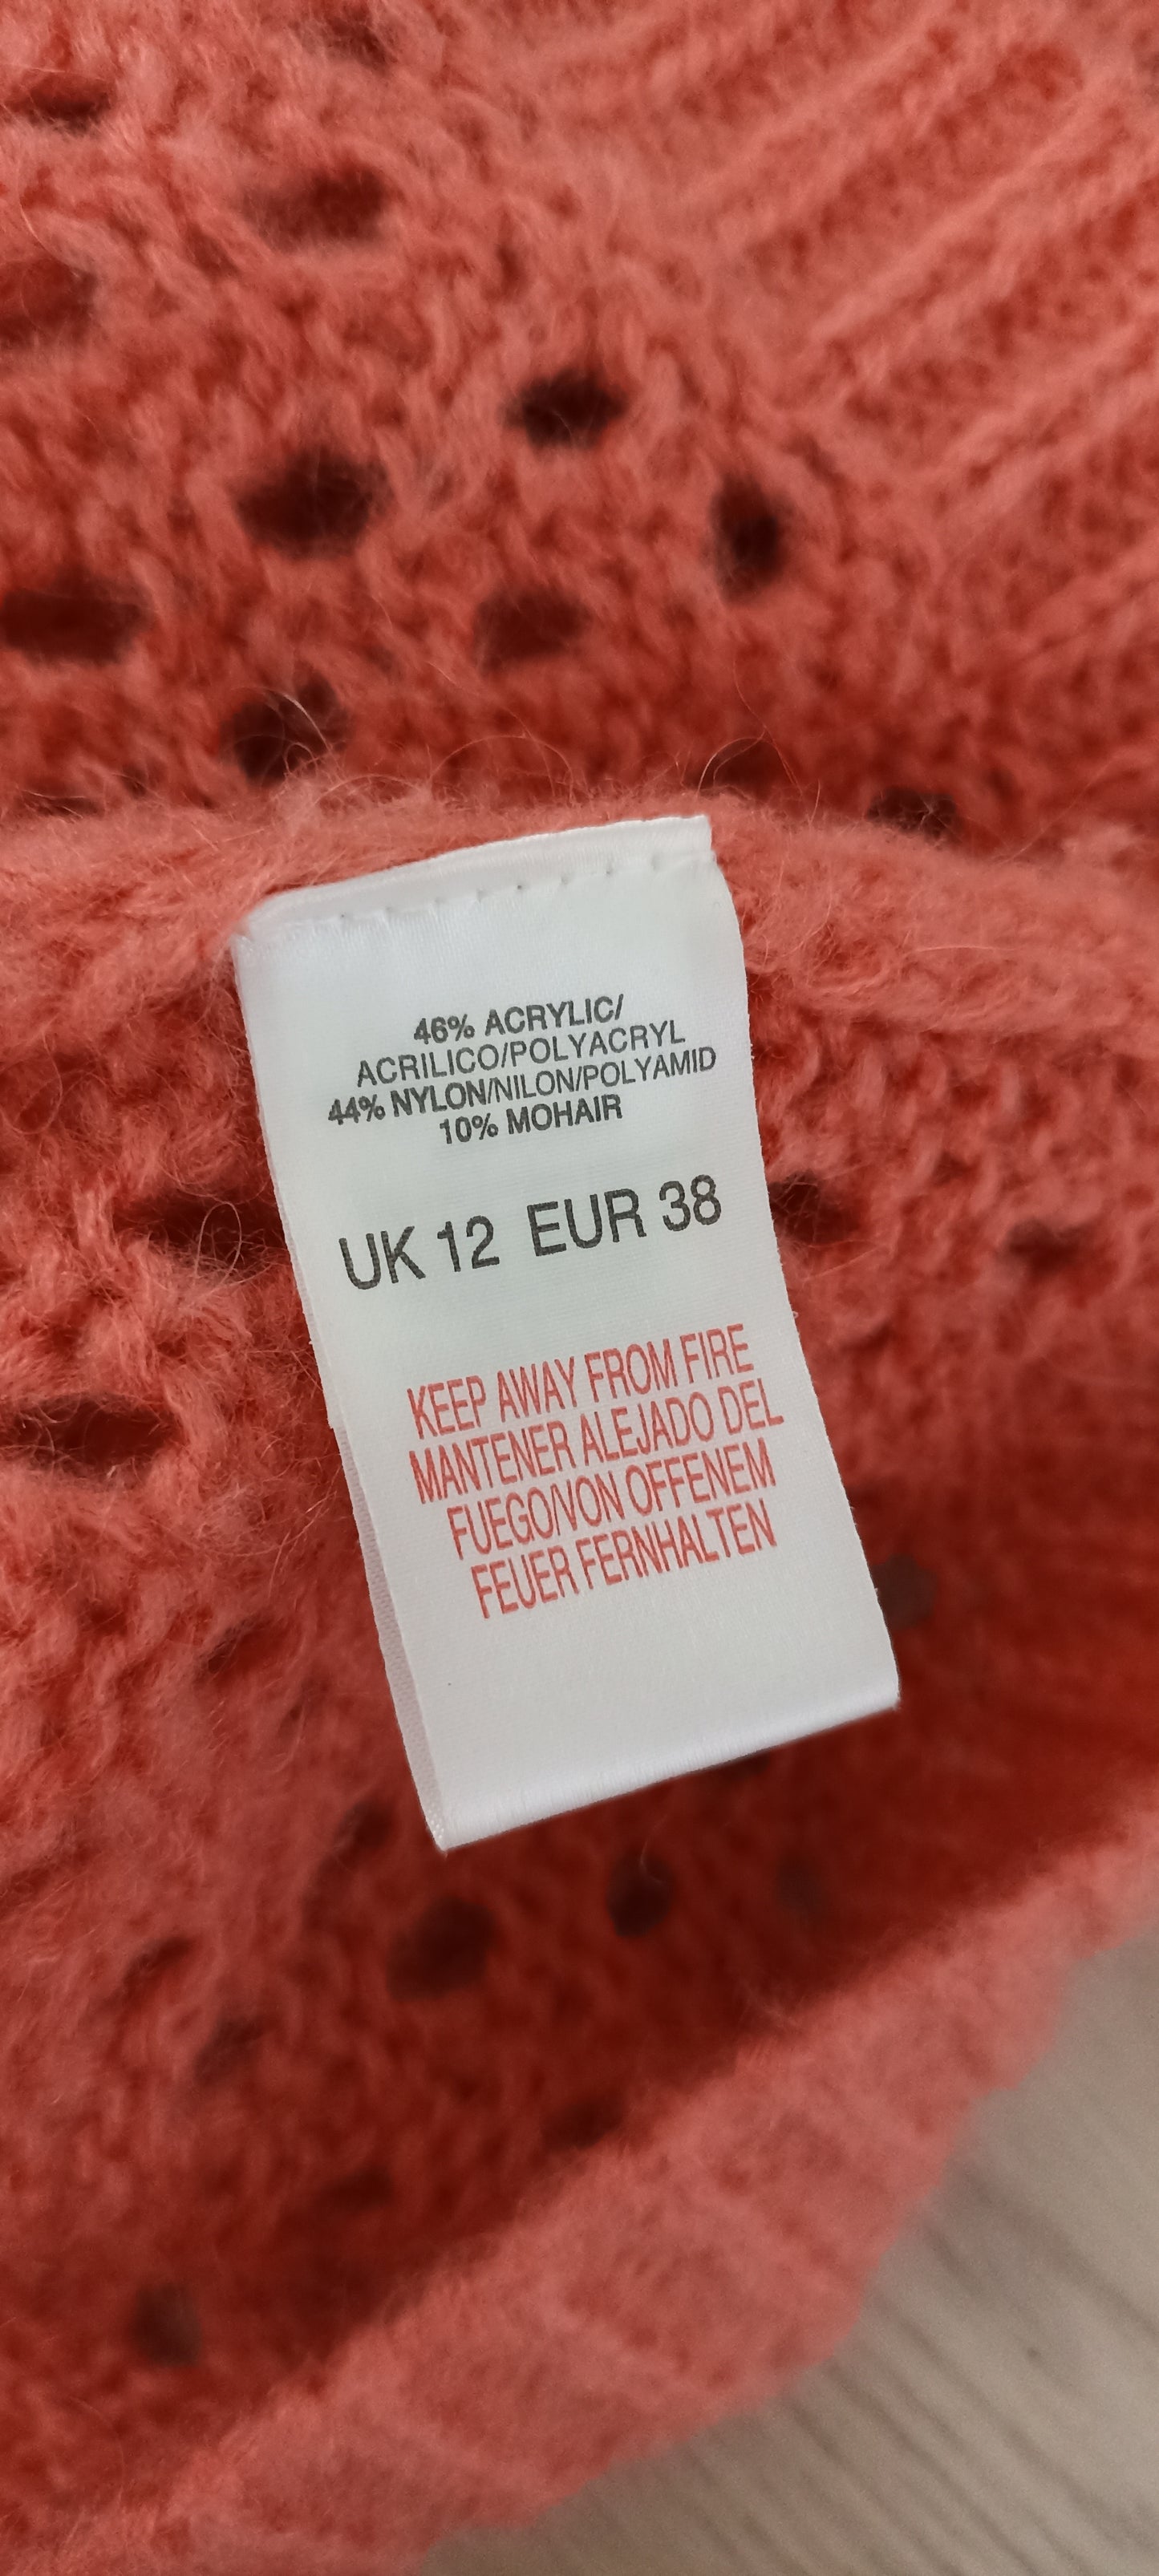 46% ACRYLIC/
ACRILICO/POLYACRYL
44% NYLON/NILON/POLYAMID
10% MOHAIR
UK 12 EUR 38
KEEP AWAY FROM FIRE
MANTENER ALEJADO DEL
FUEGO/VON OFFENEM
FEUER FERNHALTEN